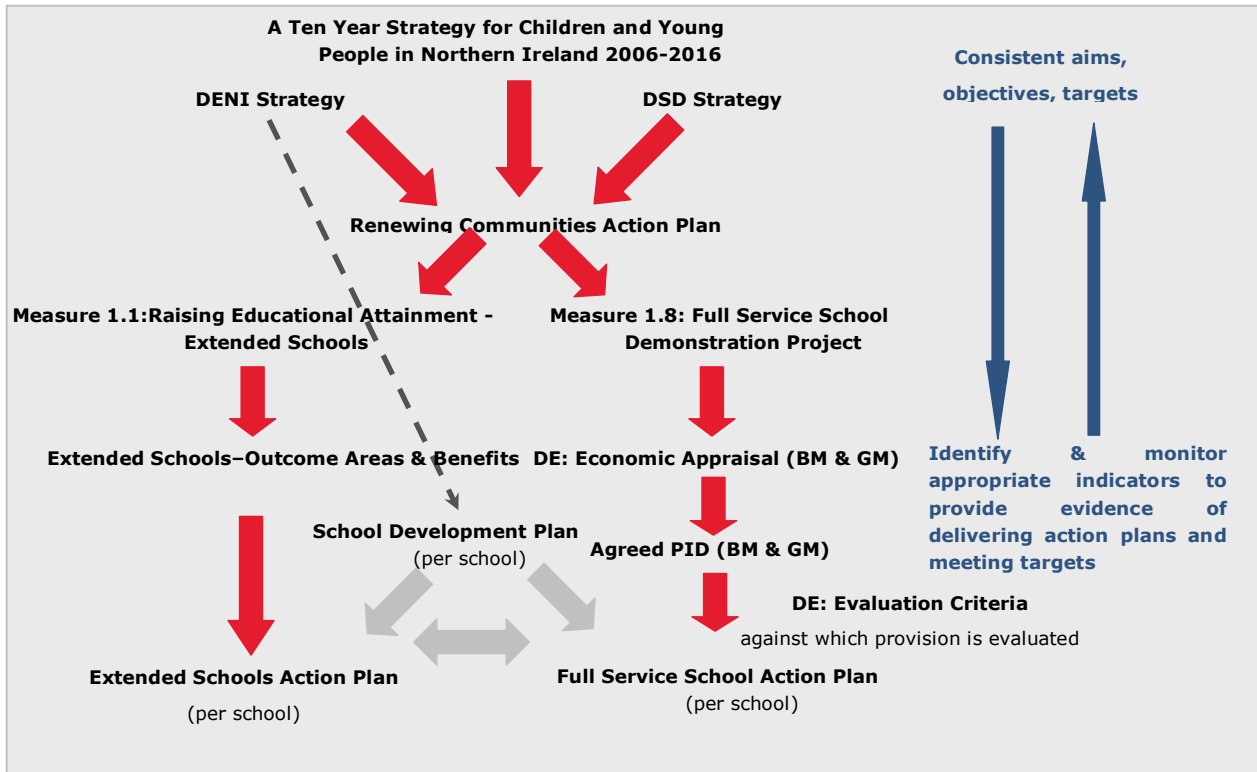 A Ten Year Strategy for Children and Young
People in Northern Ireland 2006-2016
DENI Strategy
DSD Strategy
Renewing Communities Action Plan
Measure 1.1:Raising Educational Attainment -
Extended Schools
Measure 1.8: Full Service School
Demonstration Project
Extended Schools–Outcome Areas & Benefits
DE: Economic Appraisal (BM & GM)
School Development Plan
(per school)
Agreed PID (BM & GM)
DE: Evaluation Criteria
against which provision is evaluated
Extended Schools Action Plan
(per school)
Full Service School Action Plan
(per school)
Consistent aims,
objectives, targets
Identify & monitor
appropriate indicators to
provide evidence of
delivering action plans and
meeting targets